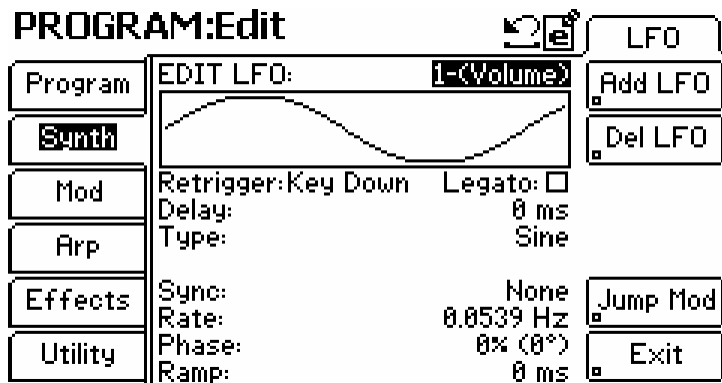 PROGRAM:Edit
LFO
Program
Synth
Mod
Arp
Effects
Utility
EDIT LFO: 1-(Volume)
Retrigger:Key Down Legato:
Delay: 0 ms
Type: Sine
Sync: None
Rate: 0.0539 Hz
Phase: 0% (0°)
Ramp: 0 ms
Add LFO
Del LFO
Jump Mod
Exit